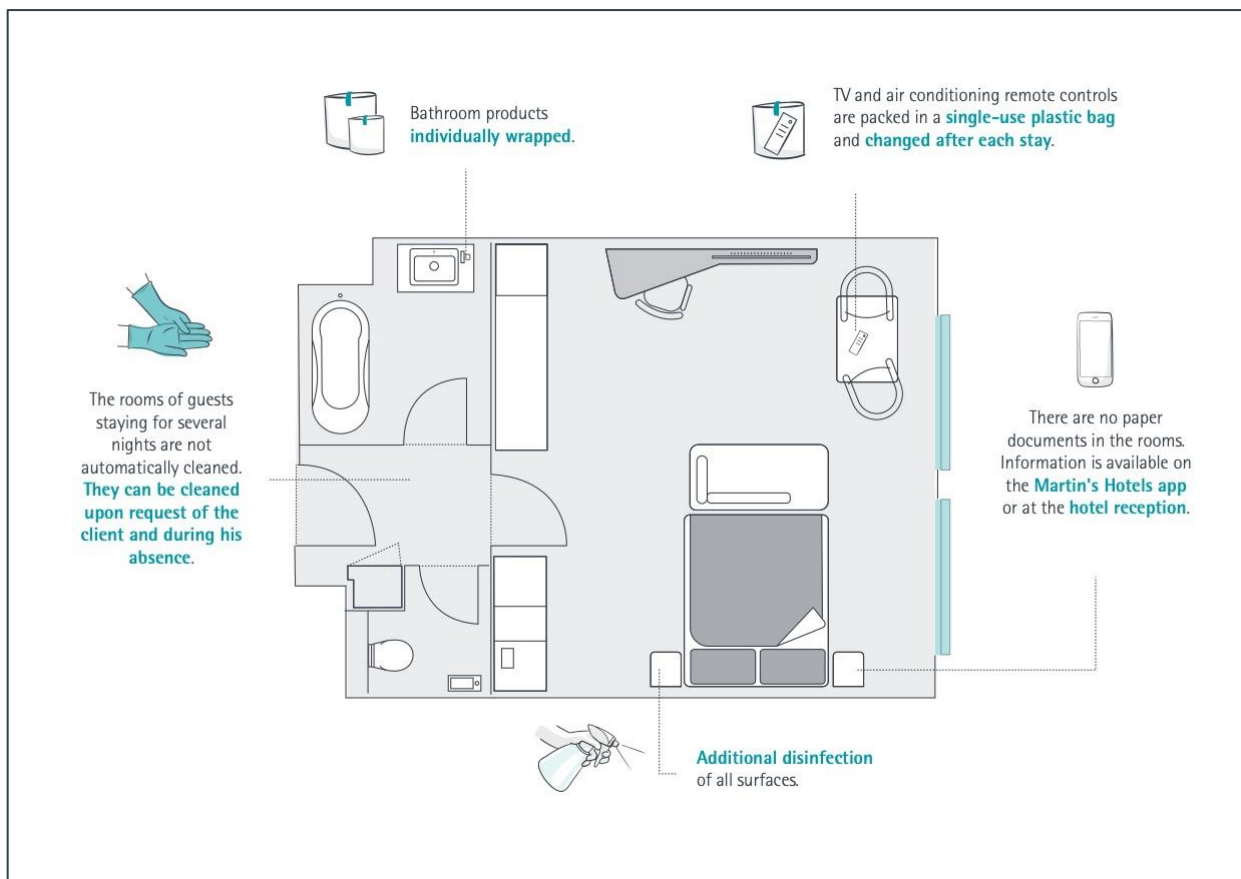 Bathroom products
individually wrapped.
TV and air conditioning remote controls
are packed in a single-use plastic bag
and changed after each stay.
The rooms of guests
staying for several
nights are not
automatically cleaned.
They can be cleaned
upon request of the
client and during his
absence.
There are no paper
documents in the rooms.
Information is available on
the Martin's Hotels app
or at the hotel reception.
Additional disinfection
of all surfaces.